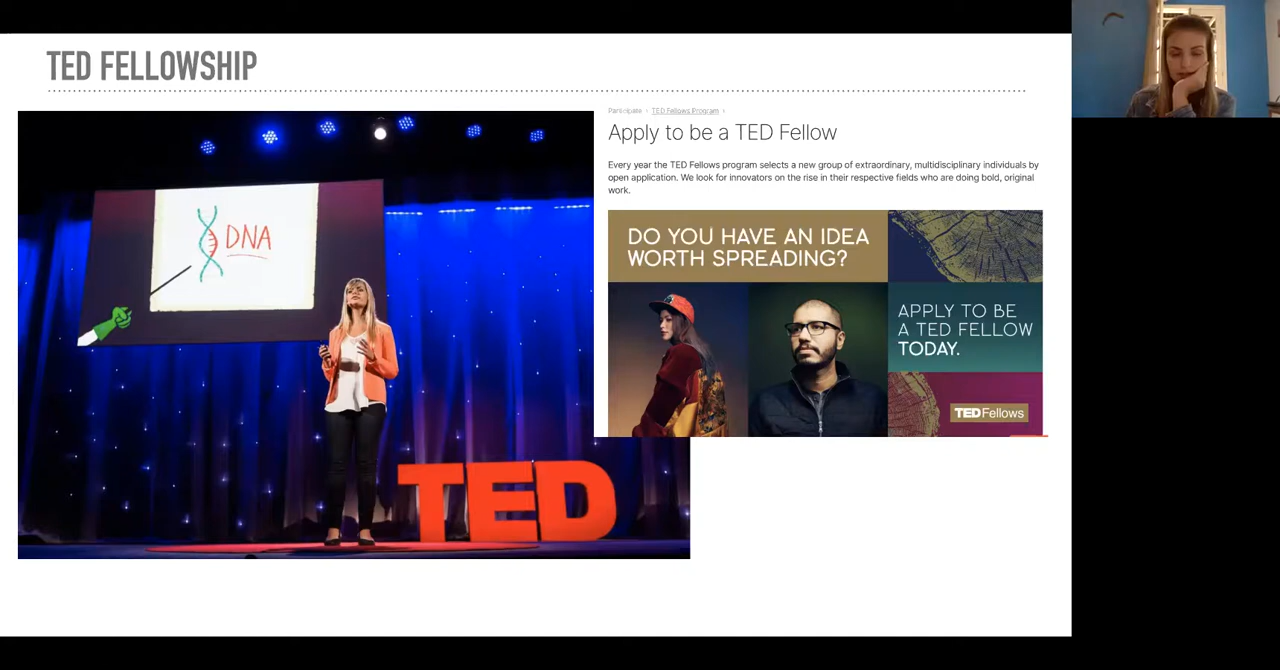 TED FELLOWSHIP
DNA
TED
Participate › TED Fellows Program ›
Apply to be a TED Fellow
Every year the TED Fellows program selects a new group of extraordinary, multidisciplinary individuals by
open application. We look for innovators on the rise in their respective fields who are doing bold, original
work.
DO YOU HAVE AN IDEA
WORTH SPREADING?
APPLY TO BE
A TED FELLOW
TODAY.
TED Fellows